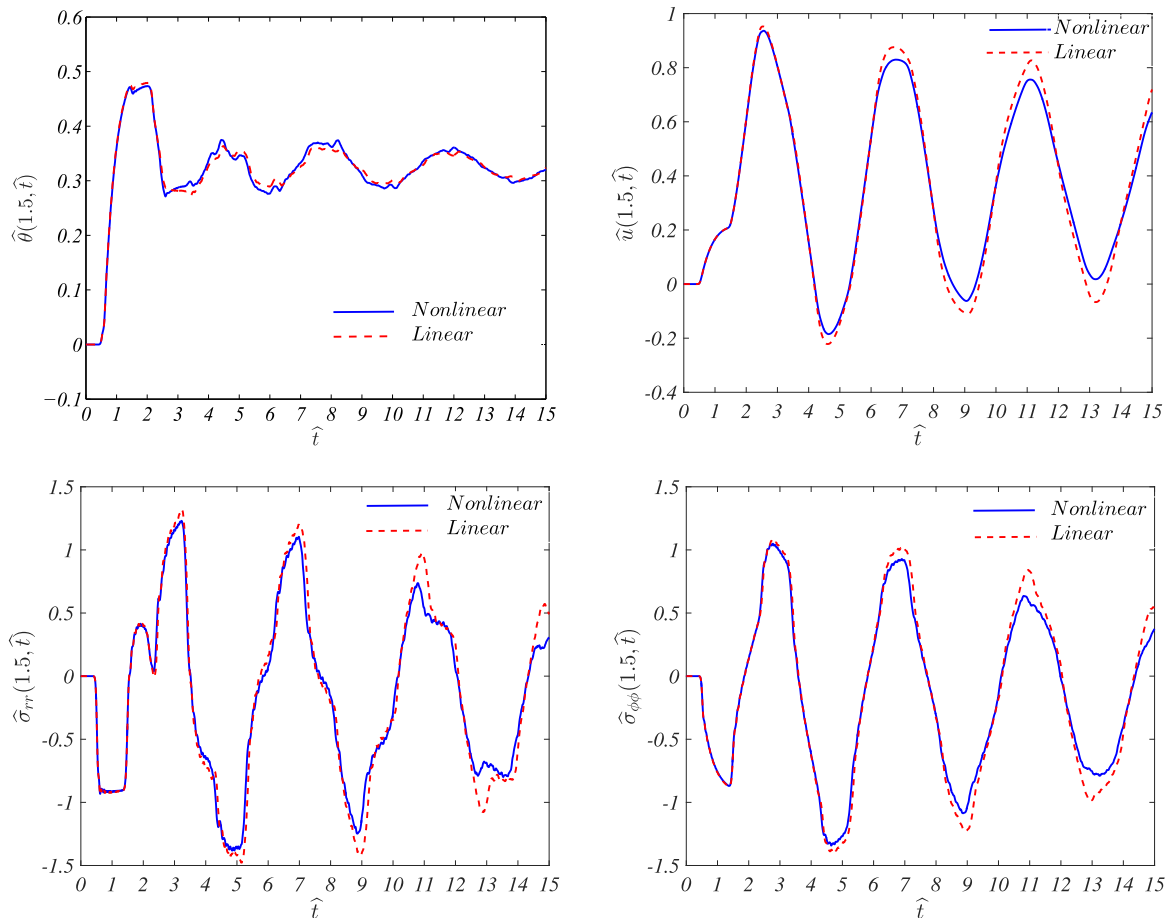 0.6
0.5
0.4
0.3
0.2
0.1
0
−0.1
θ̂(1.5, t̂)
Nonlinear
Linear
0 1 2 3 4 5 6 7 8 9 10 11 12 13 14 15
t̂
1
0.8
0.6
0.4
0.2
0
-0.2
-0.4
û(1.5, t̂)
Nonlinear
Linear
0 1 2 3 4 5 6 7 8 9 10 11 12 13 14 15
t̂
1.5
1
0.5
0
-0.5
-1
-1.5
σ̂rr(1.5, t̂)
Nonlinear
Linear
0 1 2 3 4 5 6 7 8 9 10 11 12 13 14 15
t̂
1.5
1
0.5
0
-0.5
-1
-1.5
σ̂ϕϕ(1.5, t̂)
Nonlinear
Linear
0 1 2 3 4 5 6 7 8 9 10 11 12 13 14 15
t̂